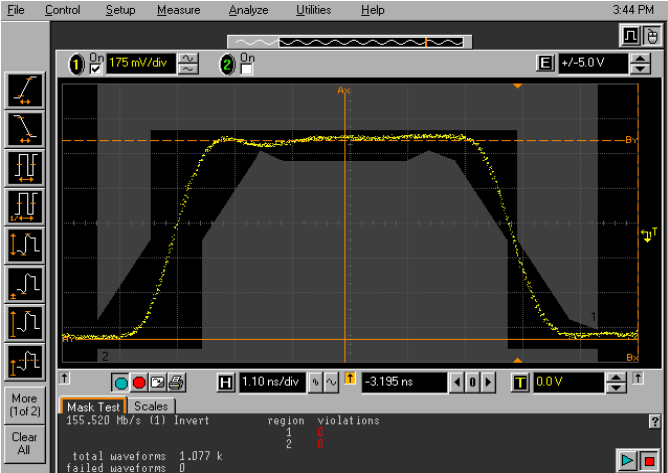 File Control Setup Measure Analyze Utilities Help 3:44 PM
1 On 175 mV/div 2 On E +/-5.0 V
Ax
By
T
1
Ay
2
Bx
H 1.10 ns/div T -3.195 ns 0 T 0.0 V
More
(1of 2)
Clear
All
Mask Test Scales
155.520 Mb/s (1) Invert region violations
1 0
2 0
total waveforms 1.077 k
failed waveforms 0
?